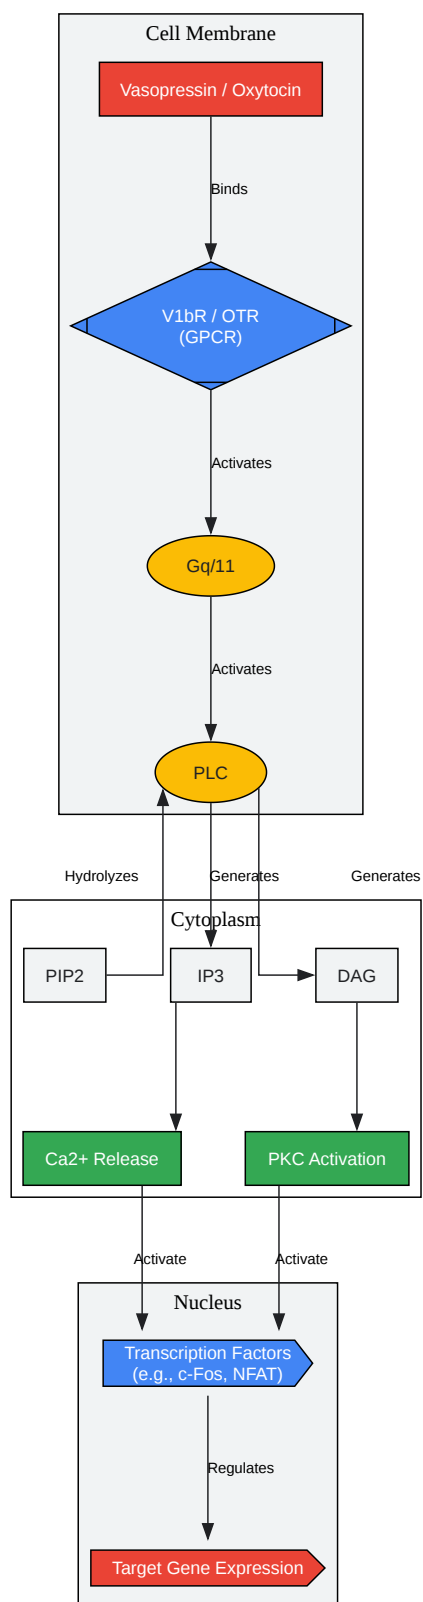 Cell Membrane
Vasopressin / Oxytocin
Binds
V1bR / OTR
(GPCR)
Activates
Gq/11
Activates
PLC
Hydrolyzes
Generates
Generates
Cytoplasm
PIP2
IP3
DAG
Ca2+ Release
PKC Activation
Activate
Activate
Nucleus
Transcription Factors
(e.g., c-Fos, NFAT)
Regulates
Target Gene Expression